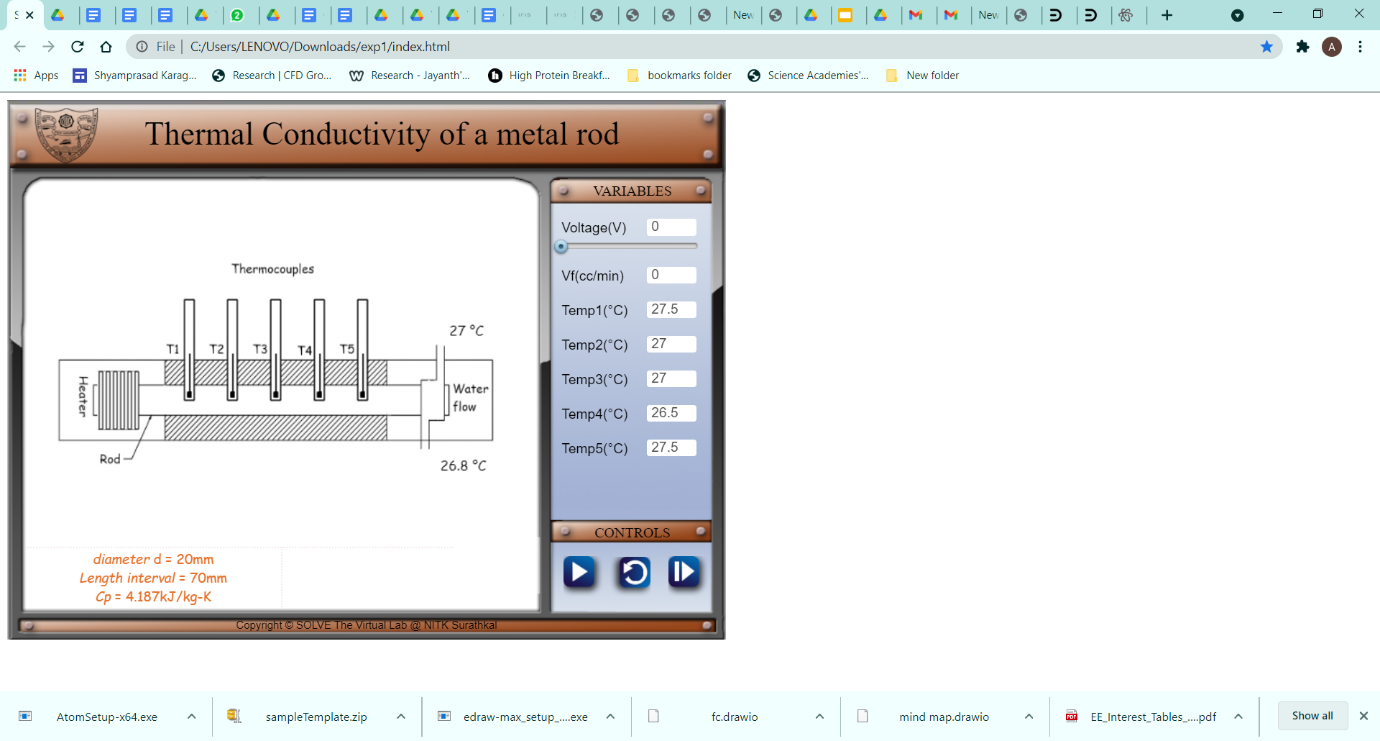 S
2
New
New
File | C:/Users/LENOVO/Downloads/exp1/index.html
A
Apps
Shyamprasad Karag...
Research | CFD Gro...
Research - Jayanth'...
High Protein Breakf...
bookmarks folder
Science Academies'...
New folder
Thermal Conductivity of a metal rod
VARIABLES
Voltage(V) 0
Vf(cc/min) 0
Temp1(°C) 27.5
Temp2(°C) 27
Temp3(°C) 27
Temp4(°C) 26.5
Temp5(°C) 27.5
Thermocouples
27 °C
T1 T2 T3 T4 T5
Heater
Water
flow
Rod
26.8 °C
CONTROLS
diameter d = 20mm
Length interval = 70mm
Cp = 4.187kJ/kg-K
Copyright © SOLVE The Virtual Lab @ NITK Surathkal
AtomSetup-x64.exe
sampleTemplate.zip
edraw-max_setup_....exe
fc.drawio
mind map.drawio
EE_Interest_Tables_....pdf
Show all